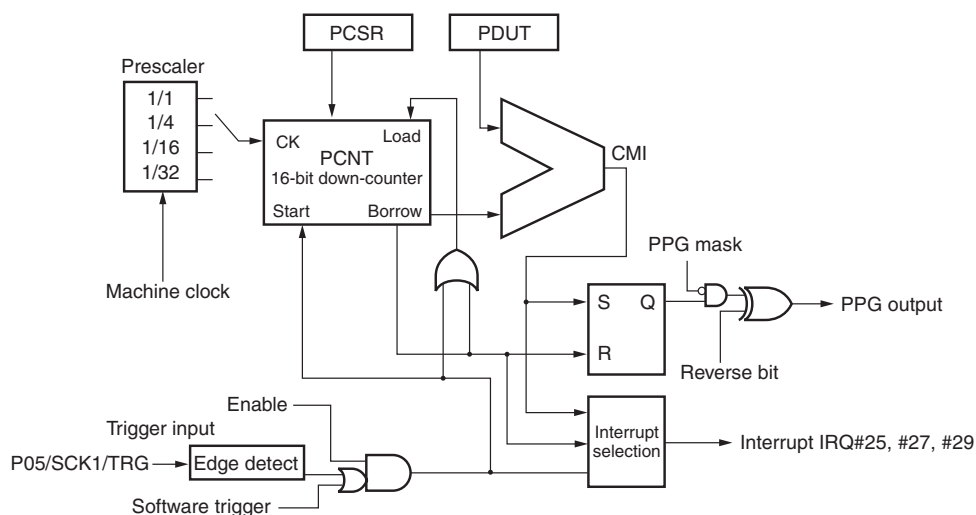 PCSR
PDUT
Prescaler
1/1
1/4
1/16
1/32
CK
Load
PCNT
16-bit down-counter
Start
Borrow
CMI
Machine clock
PPG mask
S
Q
R
PPG output
Reverse bit
Enable
Trigger input
P05/SCK1/TRG
Edge detect
Software trigger
Interrupt
selection
Interrupt IRQ#25, #27, #29